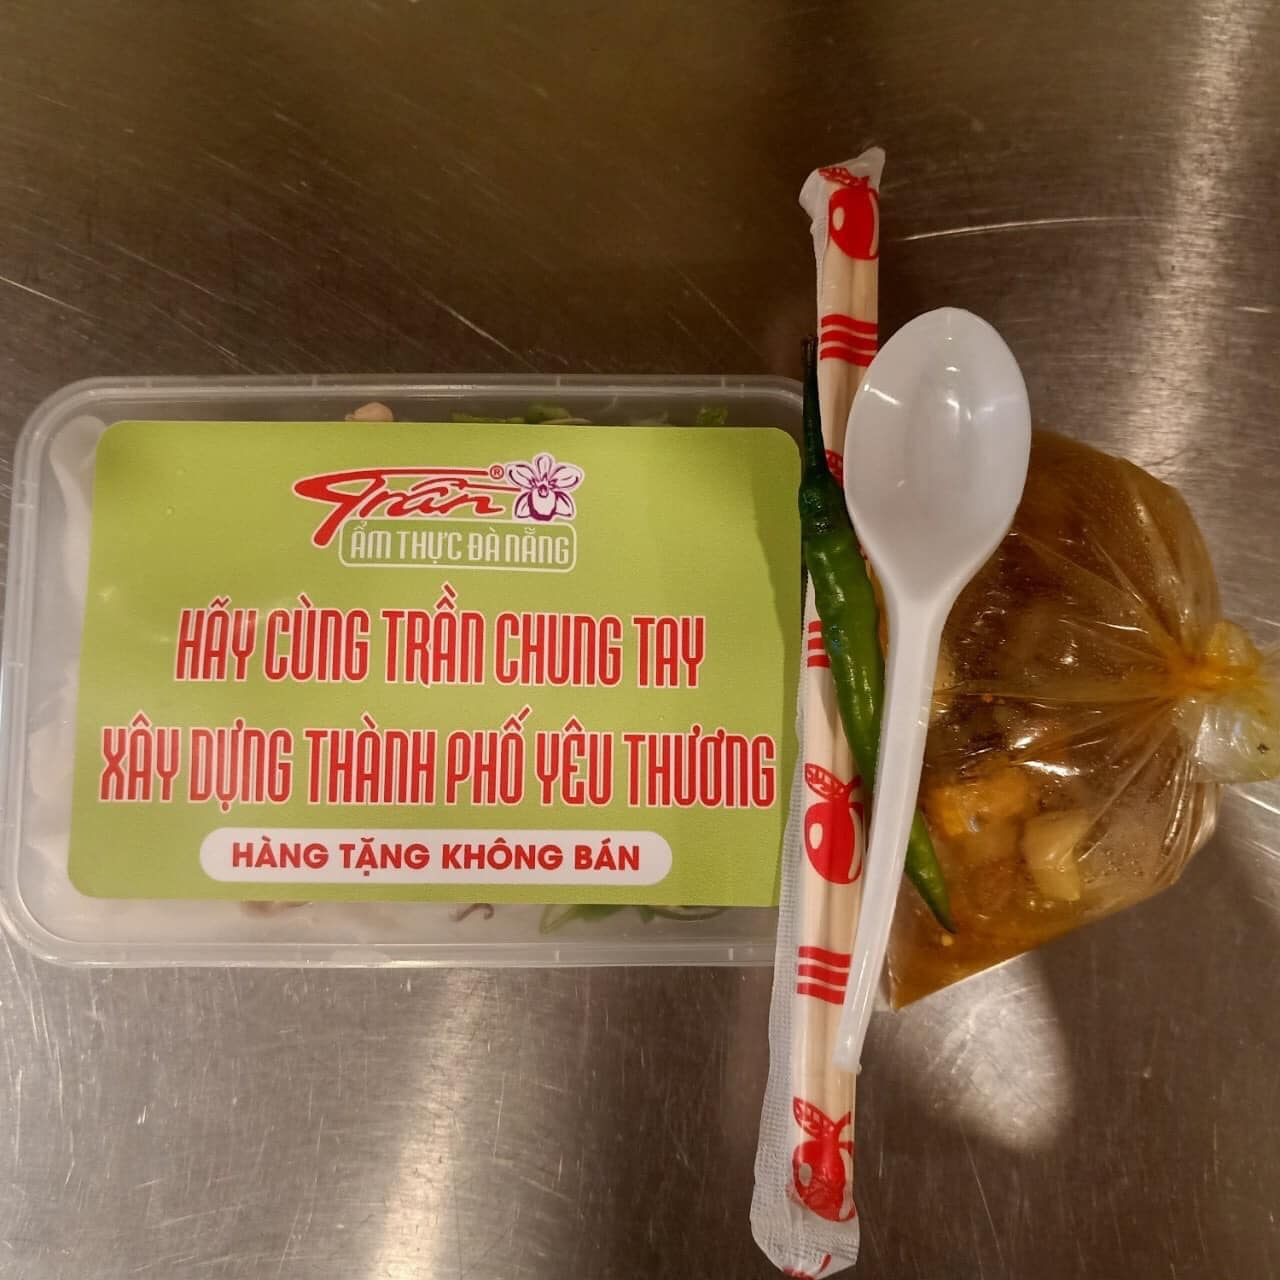 Trần®
ẨM THỰC ĐÀ NẴNG
HÃY CÙNG TRẦN CHUNG TAY
XÂY DỰNG THÀNH PHỐ YÊU THƯƠNG
HÀNG TẶNG KHÔNG BÁN